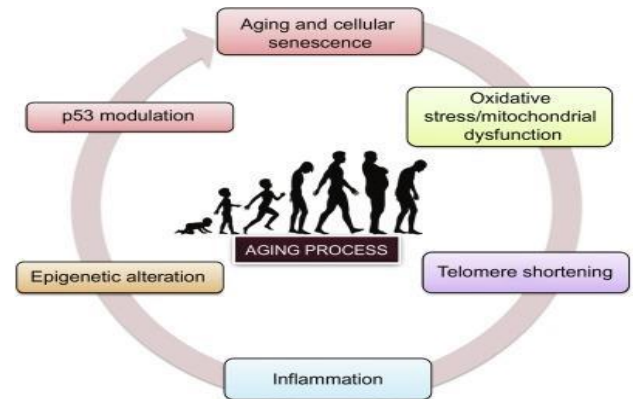 Aging and cellular
senescence
Oxidative
stress/mitochondrial
dysfunction
Telomere shortening
Inflammation
Epigenetic alteration
p53 modulation
AGING PROCESS